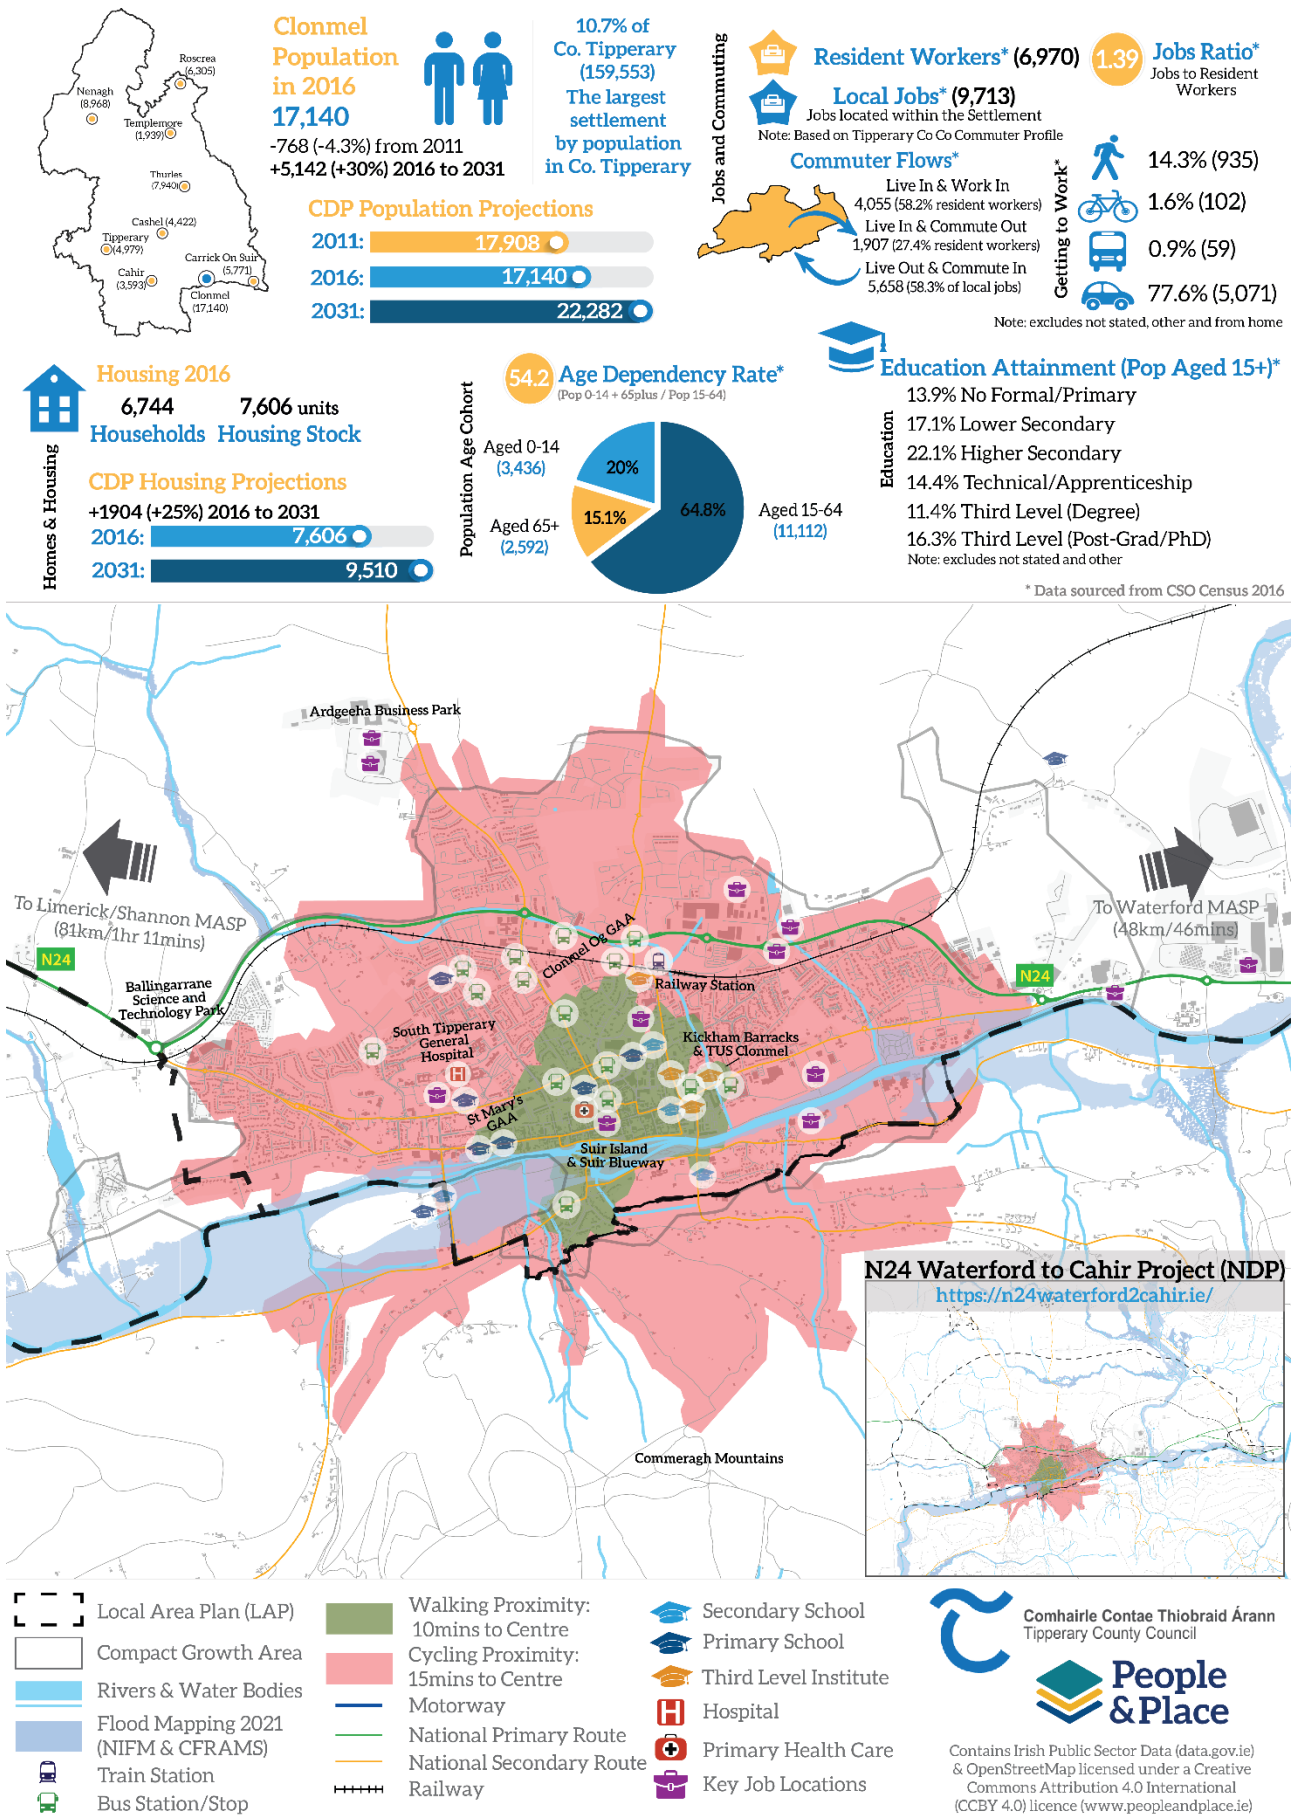 Roscrea
(6,305)
Nenagh
(8,968)
Templemore
(1,939)
Thurles
(7,940)
Cashel (4,422)
Tipperary
(4,979)
Carrick On Suir
(5,771)
Cahir
(3,593)
Clonmel
(17,140)
Clonmel
Population
in 2016
17,140
-768 (-4.3%) from 2011
+5,142 (+30%) 2016 to 2031
10.7% of
Co. Tipperary
(159,553)
The largest
settlement
by population
in Co. Tipperary
CDP Population Projections
2011: 17,908
2016: 17,140
2031: 22,282
Jobs and Commuting
Resident Workers* (6,970)
Local Jobs* (9,713)
Jobs located within the Settlement
Note: Based on Tipperary Co Co Commuter Profile
1.39
Jobs Ratio*
Jobs to Resident
Workers
Commuter Flows*
Live In & Work In
4,055 (58.2% resident workers)
Live In & Commute Out
1,907 (27.4% resident workers)
Live Out & Commute In
5,658 (58.3% of local jobs)
Getting to Work*
14.3% (935)
1.6% (102)
0.9% (59)
77.6% (5,071)
Note: excludes not stated, other and from home
Homes & Housing
Housing 2016
6,744
Households
7,606 units
Housing Stock
CDP Housing Projections
+1904 (+25%) 2016 to 2031
2016: 7,606
2031: 9,510
Population Age Cohort
54.2
Age Dependency Rate*
(Pop 0-14 + 65plus / Pop 15-64)
Aged 0-14
(3,436)
20%
Aged 65+
(2,592)
15.1%
64.8%
Aged 15-64
(11,112)
Education
Education Attainment (Pop Aged 15+)*
13.9% No Formal/Primary
17.1% Lower Secondary
22.1% Higher Secondary
14.4% Technical/Apprenticeship
11.4% Third Level (Degree)
16.3% Third Level (Post-Grad/PhD)
Note: excludes not stated and other
* Data sourced from CSO Census 2016
Ardgeeha Business Park
To Limerick/Shannon MASP
(81km/1hr 11mins)
N24
To Waterford MASP
(48km/46mins)
N24
Ballingarrane
Science and
Technology Park
Clonmel Og GAA
Railway Station
South Tipperary
General
Hospital
H
Kickham Barracks
& TUS Clonmel
St Mary's
GAA
Suir Island
& Suir Blueway
Commeragh Mountains
N24 Waterford to Cahir Project (NDP)
https://n24waterford2cahir.ie/
Local Area Plan (LAP)
Compact Growth Area
Rivers & Water Bodies
Flood Mapping 2021
(NIFM & CFRAMS)
Train Station
Bus Station/Stop
Walking Proximity:
10mins to Centre
Cycling Proximity:
15mins to Centre
Motorway
National Primary Route
National Secondary Route
Railway
Secondary School
Primary School
Third Level Institute
H Hospital
Primary Health Care
Key Job Locations
Comhairle Contae Thiobraid Árann
Tipperary County Council
People
& Place
Contains Irish Public Sector Data (data.gov.ie)
& OpenStreetMap licensed under a Creative
Commons Attribution 4.0 International
(CCBY 4.0) licence (www.peopleandplace.ie)